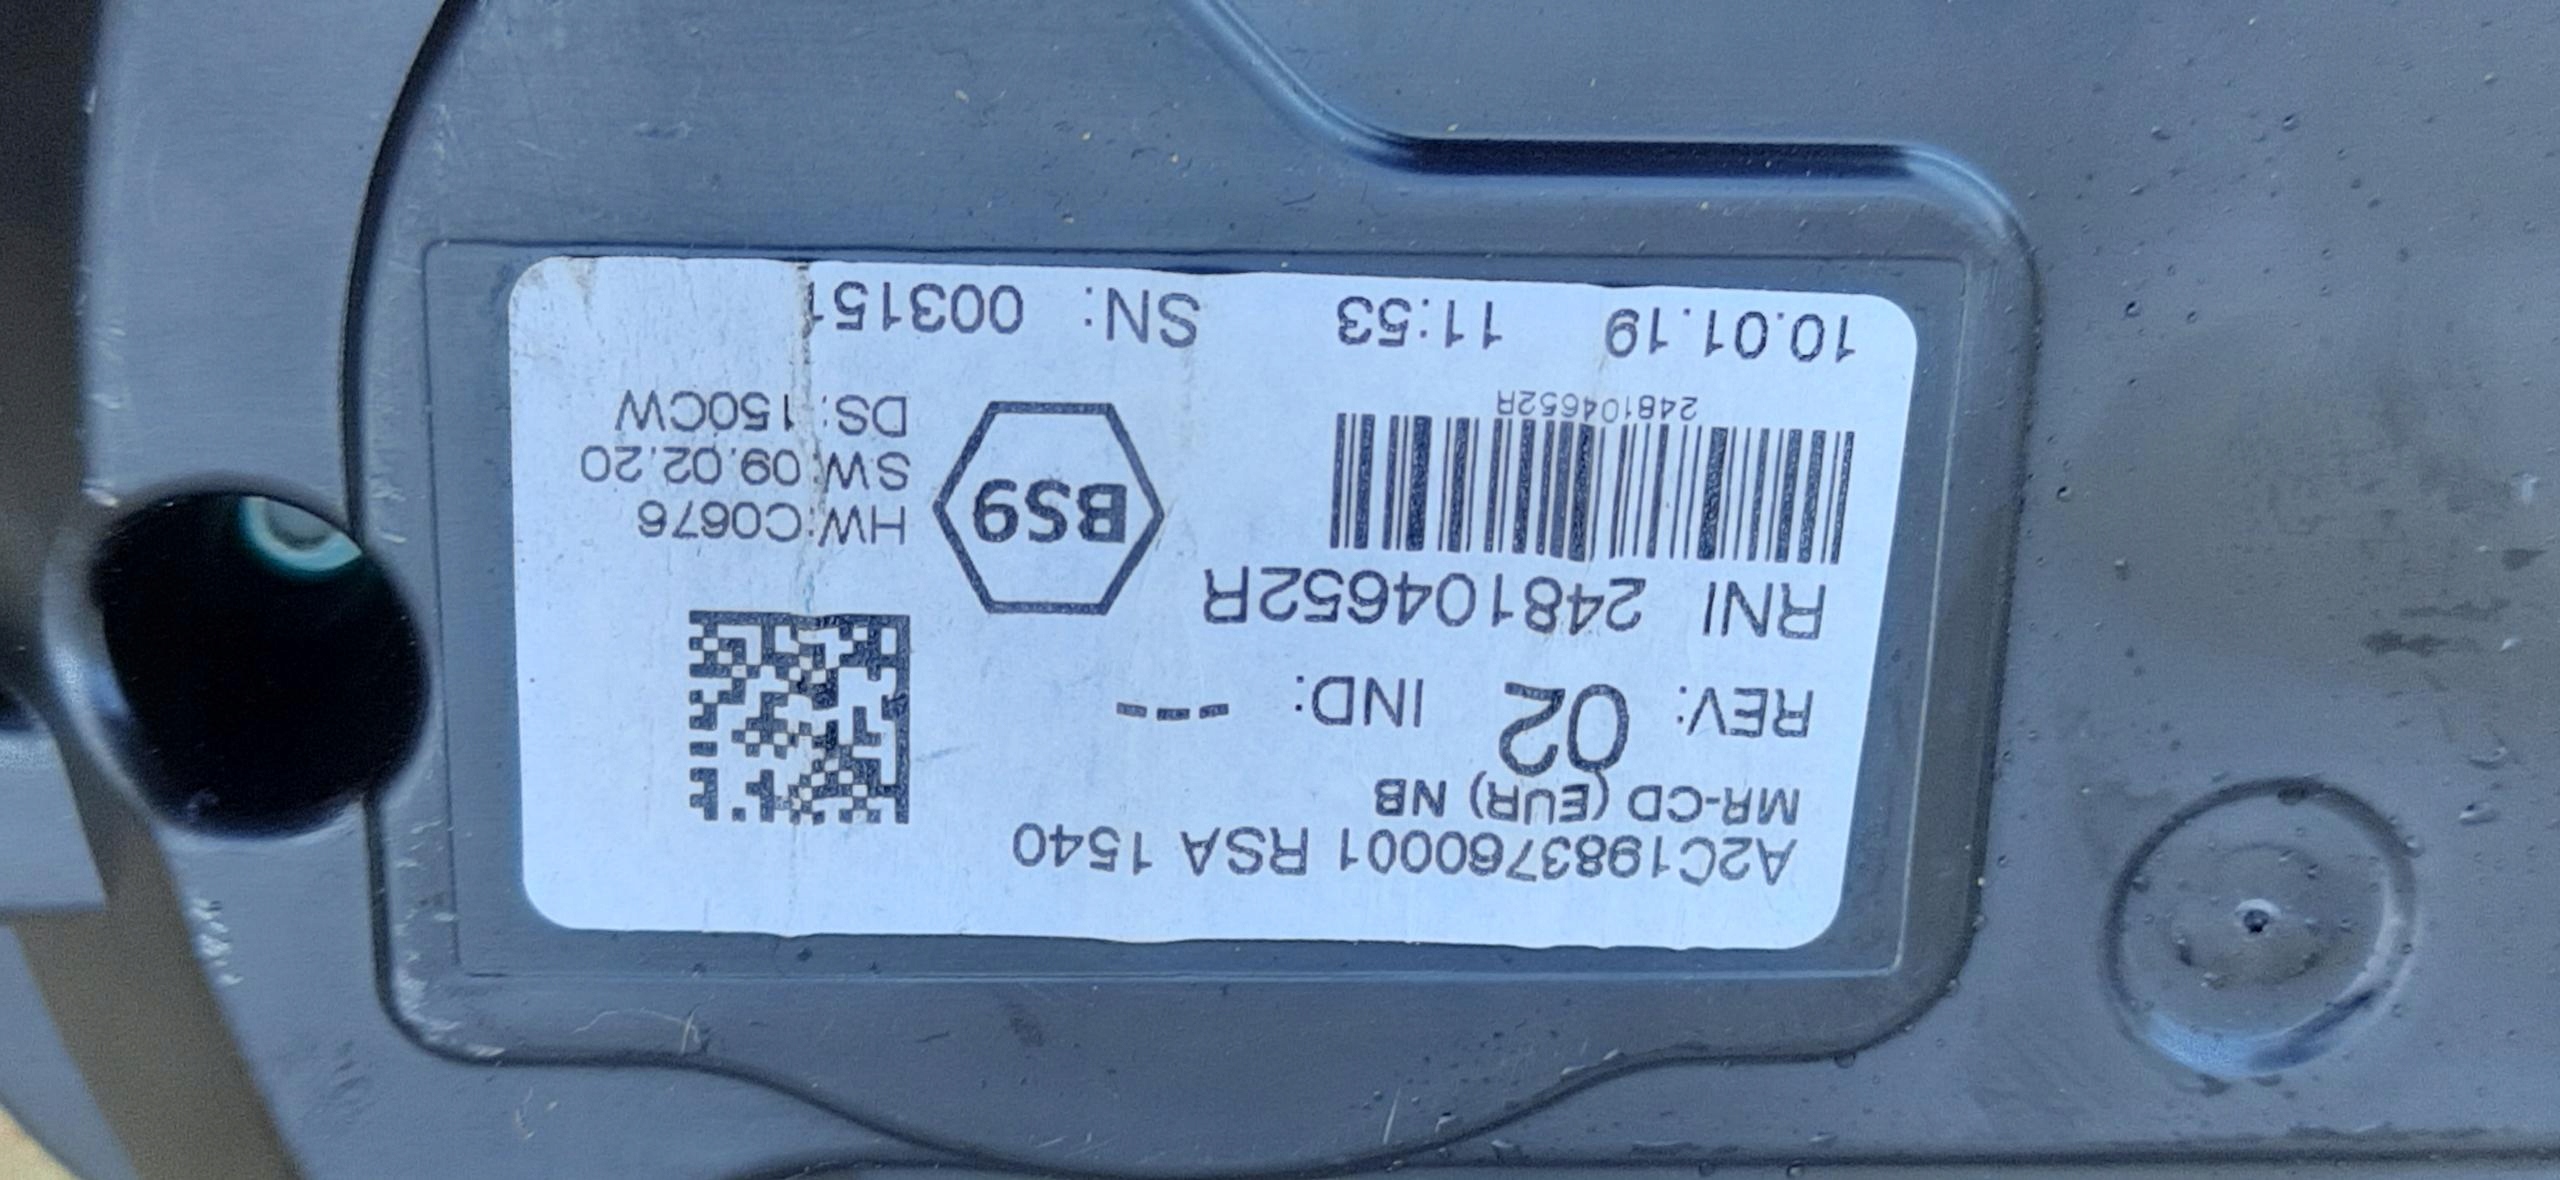 A2C1983760001 RSA 1540
MR-CD (EUR) NB
REV: 02 IND: ---
RNI 248104652R
248104652R
BS9
HW:C0676
SW:09.02.20
DS:150CW
10.01.19 11:53 SN: 003151